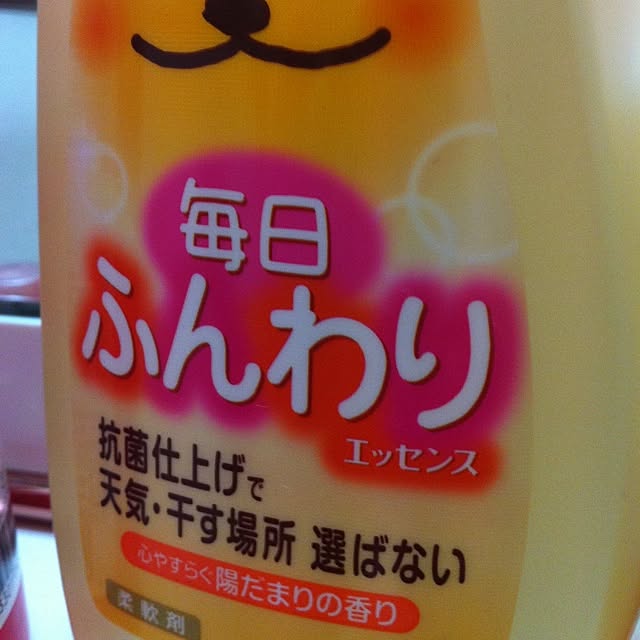 毎日
ふんわり
エッセンス
抗菌仕上げで
天気・干す場所 選ばない
心やすらぐ陽だまりの香り
柔軟剤